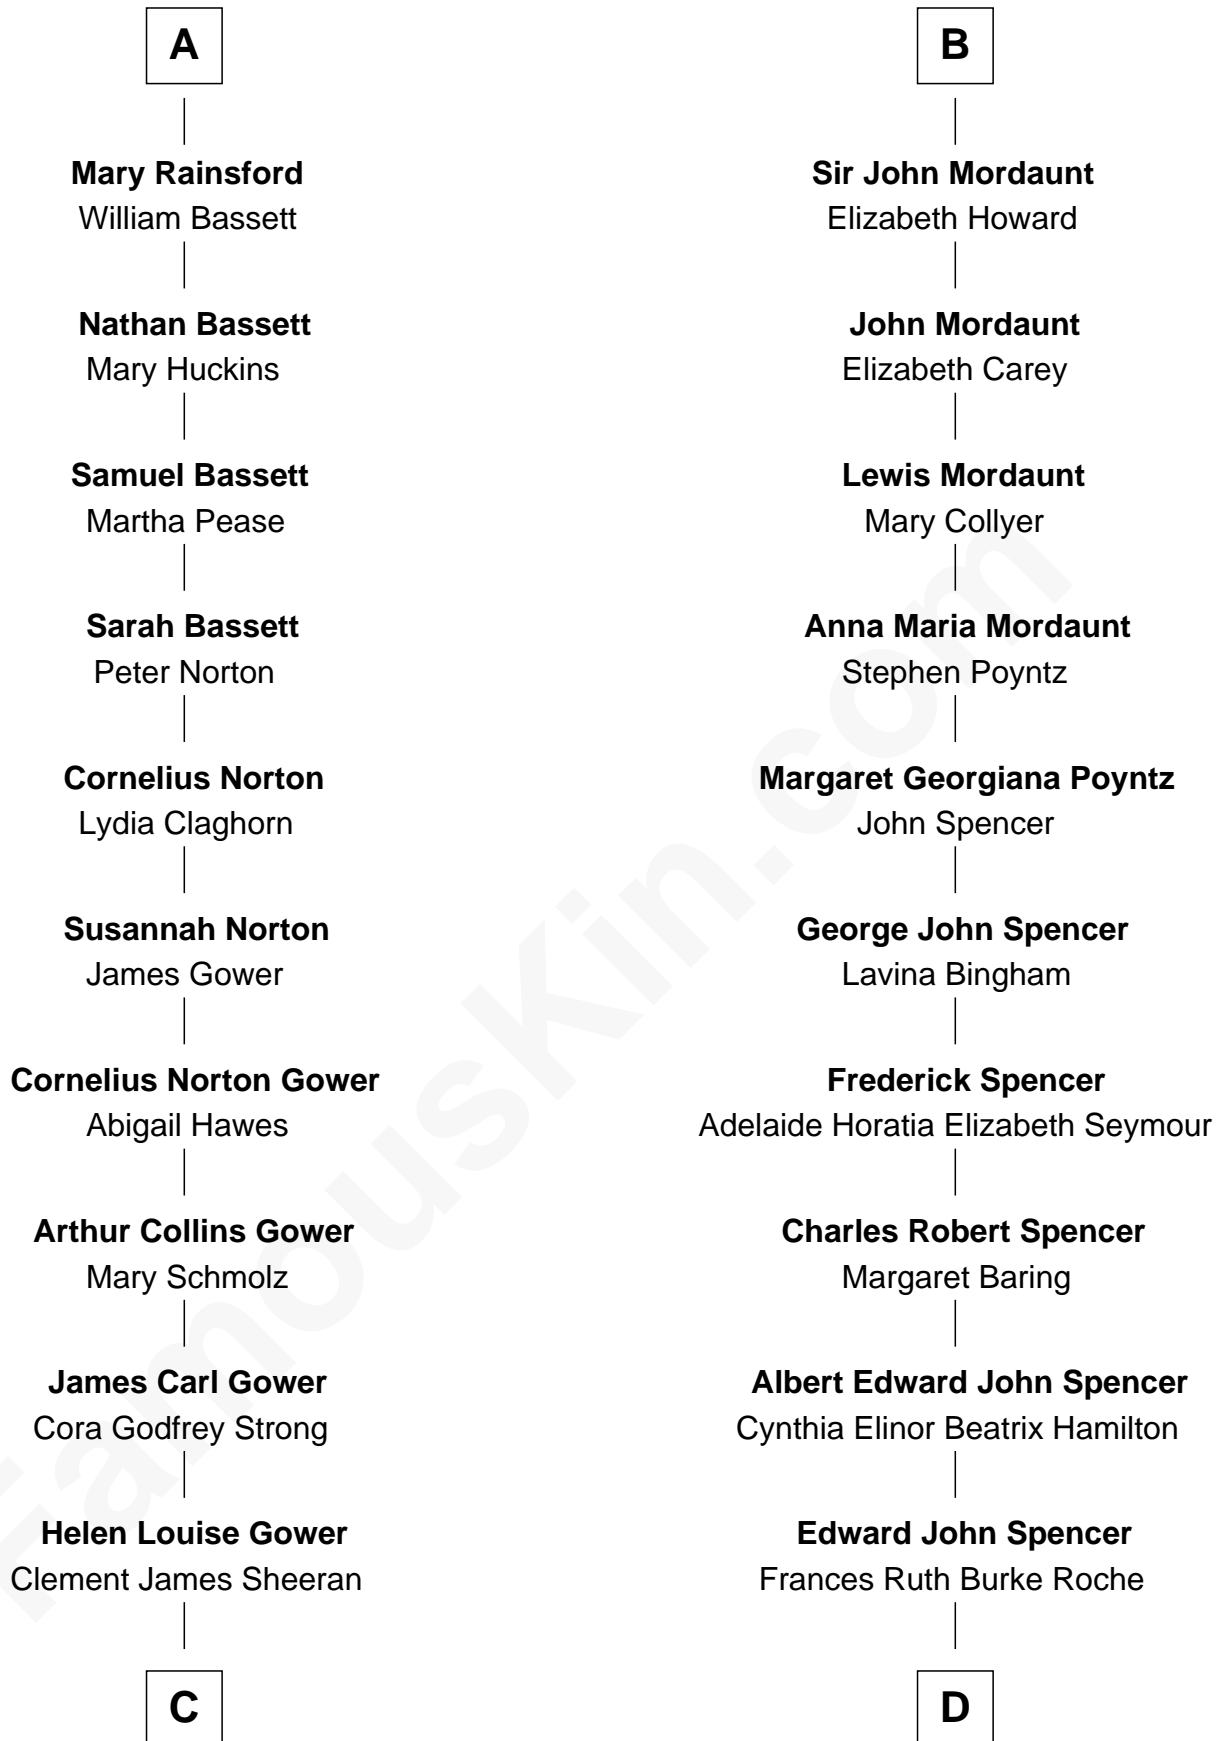 A
Mary Rainsford
William Bassett
Nathan Bassett
Mary Huckins
Samuel Bassett
Martha Pease
Sarah Bassett
Peter Norton
Cornelius Norton
Lydia Claghorn
Susannah Norton
James Gower
Cornelius Norton Gower
Abigail Hawes
Arthur Collins Gower
Mary Schmolz
James Carl Gower
Cora Godfrey Strong
Helen Louise Gower
Clement James Sheeran
C
B
Sir John Mordaunt
Elizabeth Howard
John Mordaunt
Elizabeth Carey
Lewis Mordaunt
Mary Collyer
Anna Maria Mordaunt
Stephen Poyntz
Margaret Georgiana Poyntz
John Spencer
George John Spencer
Lavina Bingham
Frederick Spencer
Adelaide Horatia Elizabeth Seymour
Charles Robert Spencer
Margaret Baring
Albert Edward John Spencer
Cynthia Elinor Beatrix Hamilton
Edward John Spencer
Frances Ruth Burke Roche
D
FamousKin.com